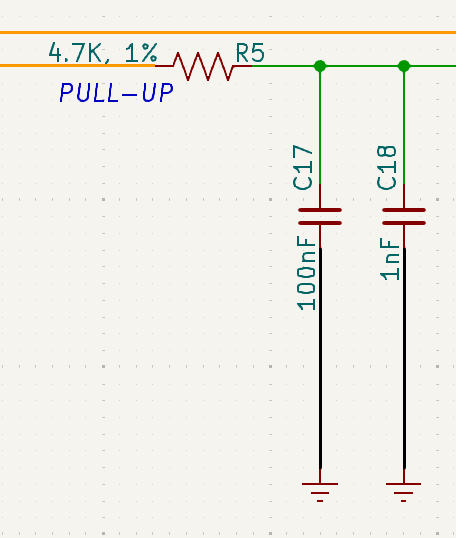 4.7K, 1%
R5
PULL-UP
C17
C18
100nF
1nF